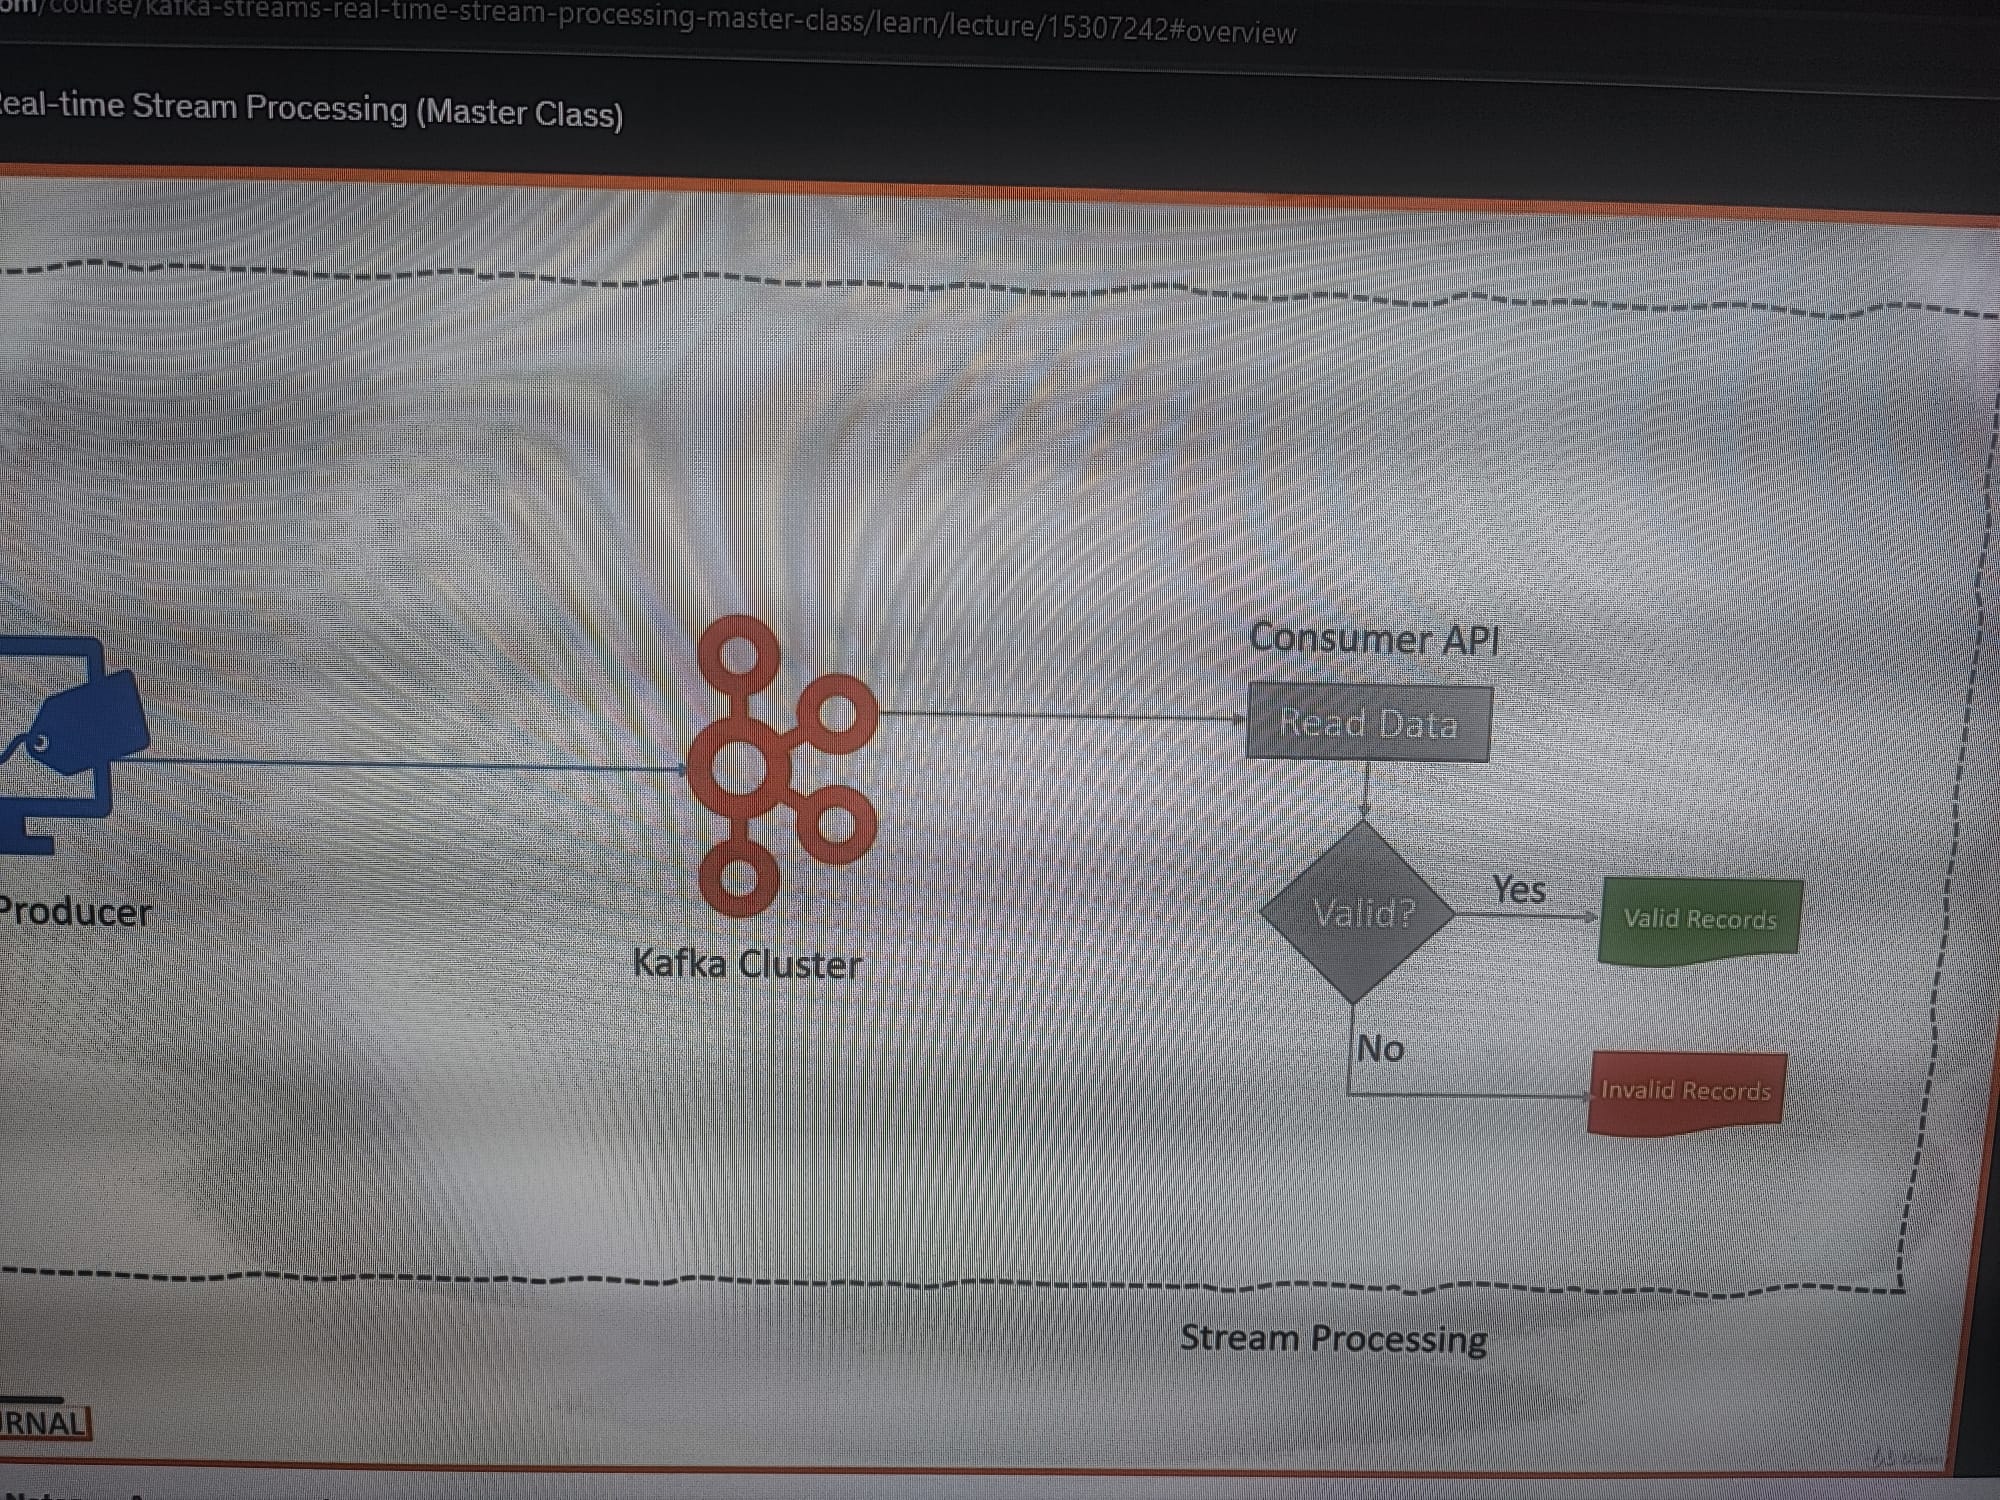 om/course/kafka-streams-real-time-stream-processing-master-class/learn/lecture/15307242#overview
Real-time Stream Processing (Master Class)
Consumer API
Read Data
Valid?
Yes
Valid Records
No
Invalid Records
Producer
Kafka Cluster
Stream Processing
RNAL